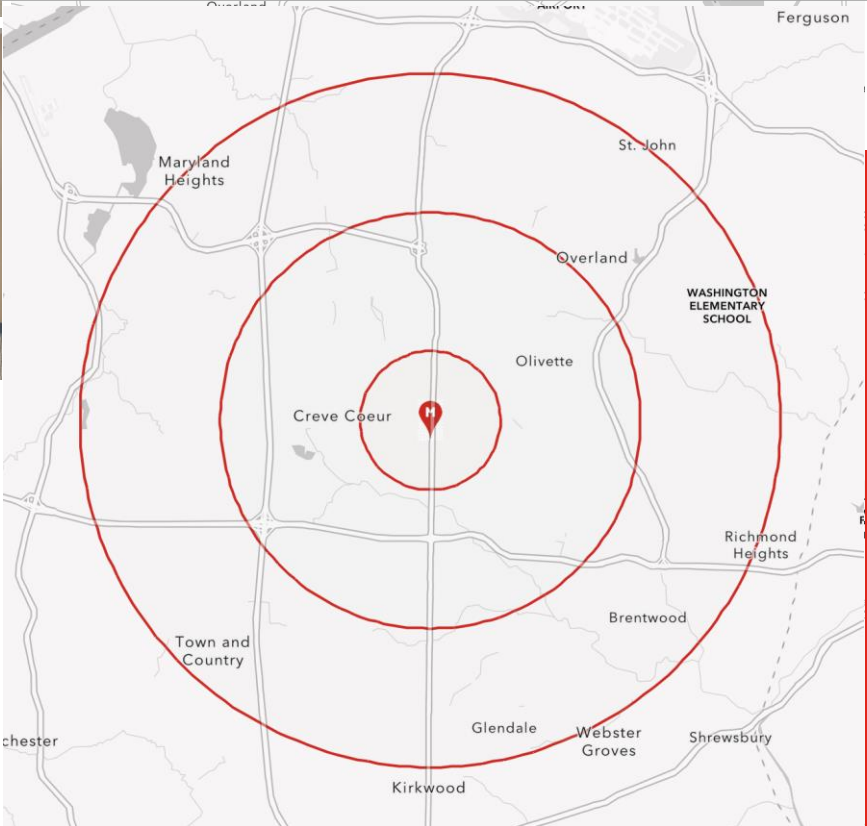 Overland
AIRPORT
Ferguson
St. John
Maryland
Heights
Overland
WASHINGTON
ELEMENTARY
SCHOOL
Olivette
Creve Coeur
M
Richmond
Heights
Brentwood
Town and
Country
Glendale
Webster
Groves
Shrewsbury
chester
Kirkwood